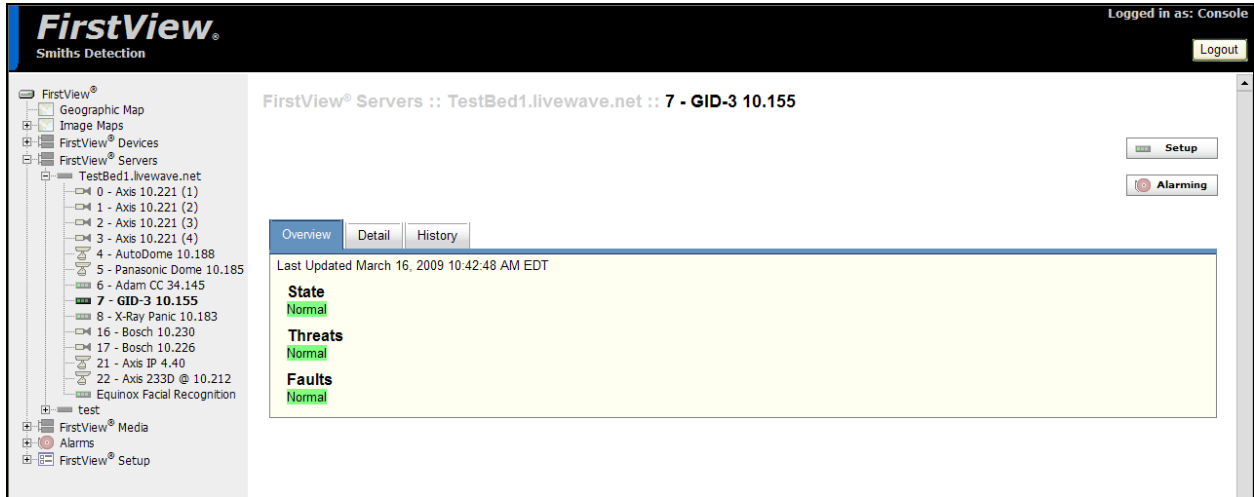 FirstView®
Smiths Detection
Logged in as: Console
Logout
FirstView®
Geographic Map
Image Maps
FirstView® Devices
FirstView® Servers
TestBed1.livewave.net
0 - Axis 10.221 (1)
1 - Axis 10.221 (2)
2 - Axis 10.221 (3)
3 - Axis 10.221 (4)
4 - AutoDome 10.188
5 - Panasonic Dome 10.185
6 - Adam CC 34.145
7 - GID-3 10.155
8 - X-Ray Panic 10.183
16 - Bosch 10.230
17 - Bosch 10.226
21 - Axis IP 4.40
22 - Axis 233D @ 10.212
Equinox Facial Recognition
test
FirstView® Media
Alarms
FirstView® Setup
FirstView® Servers :: TestBed1.livewave.net :: 7 - GID-3 10.155
Setup
Alarming
Overview Detail History
Last Updated March 16, 2009 10:42:48 AM EDT
State
Normal
Threats
Normal
Faults
Normal